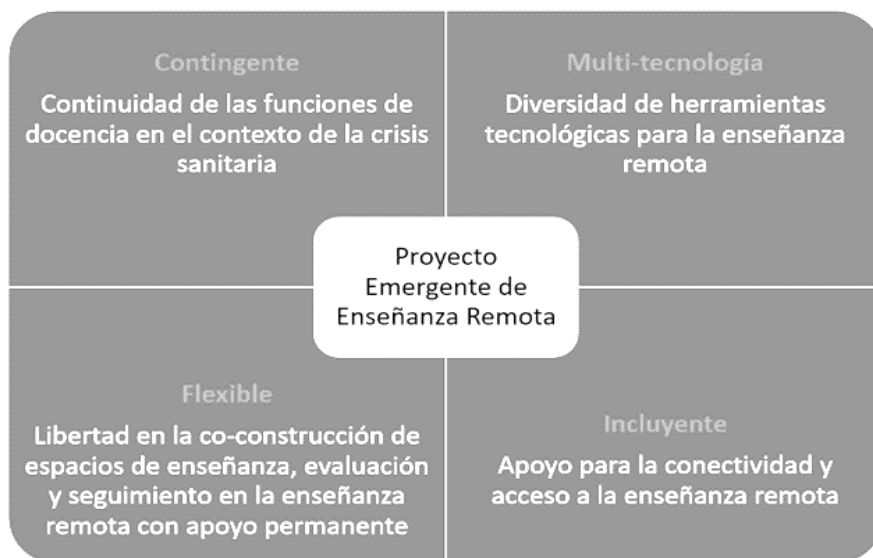 Contingente
Continuidad de las funciones de
docencia en el contexto de la crisis
sanitaria
Multi-tecnología
Diversidad de herramientas
tecnológicas para la enseñanza
remota
Proyecto
Emergente de
Enseñanza Remota
Flexible
Libertad en la co-construcción de
espacios de enseñanza, evaluación
y seguimiento en la enseñanza
remota con apoyo permanente
Incluyente
Apoyo para la conectividad y
acceso a la enseñanza remota